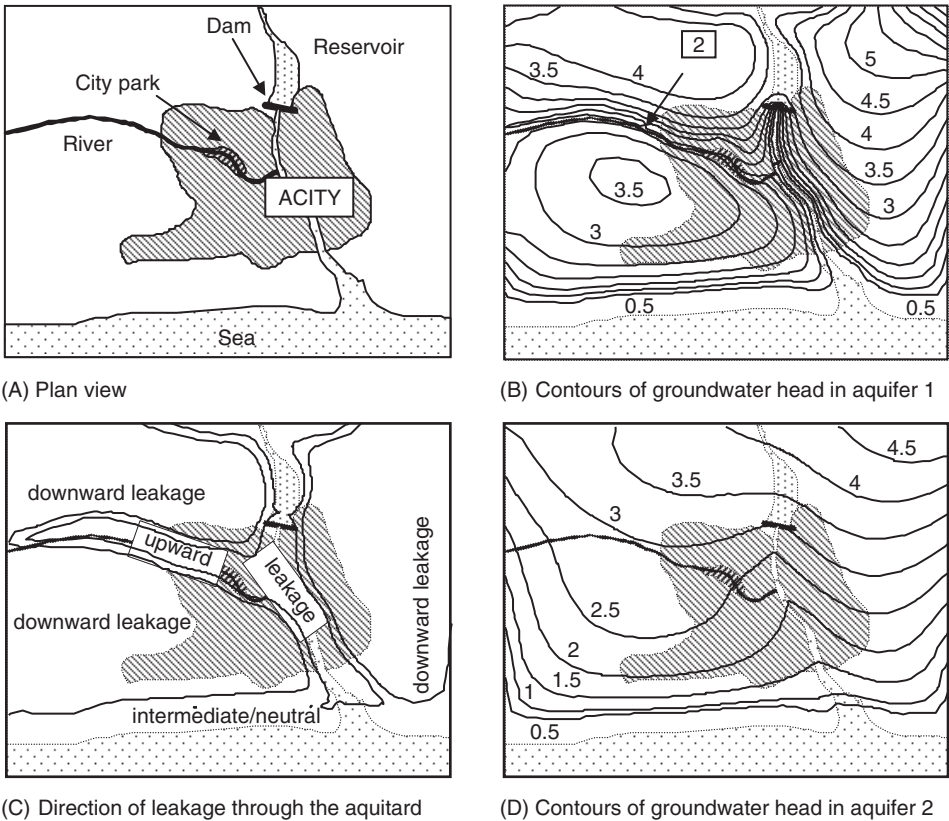 Dam
Reservoir
City park
River
ACITY
Sea
(A) Plan view
2
3.5
4
5
4.5
4
3.5
3
3.5
3
0.5
0.5
(B) Contours of groundwater head in aquifer 1
downward leakage
upward
leakage
downward leakage
downward leakage
intermediate/neutral
(C) Direction of leakage through the aquitard
4.5
4
3.5
3
2.5
2
1.5
1
0.5
(D) Contours of groundwater head in aquifer 2